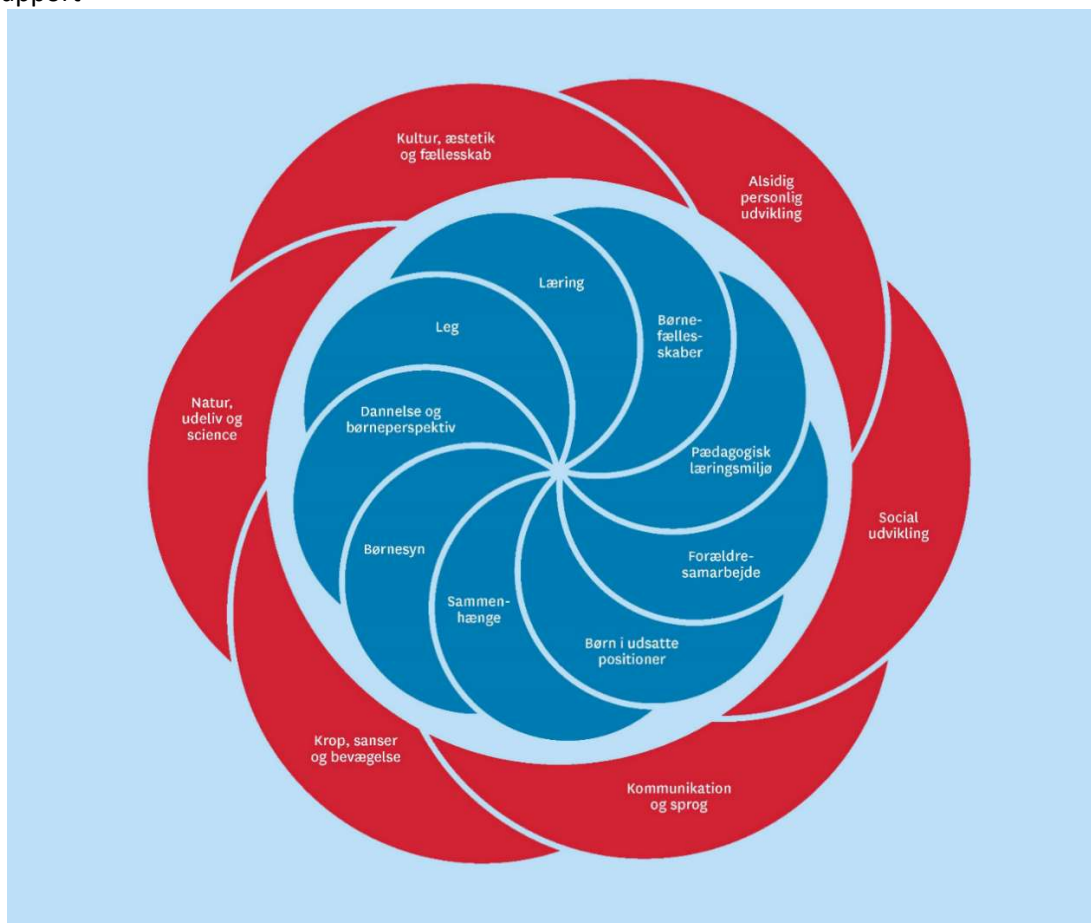 Kultur, æstetik
og fællesskab
Alsidig
personlig
udvikling
Læring
Børne-
fælles-
skaber
Leg
Natur,
udeliv og
science
Dannelse og
børneperspektiv
Pædagogisk
læringsmiljø
Social
udvikling
Børnesyn
Forældre-
samarbejde
Sammen-
hænge
Børn i udsatte
positioner
Krop, sanser
og bevægelse
Kommunikation
og sprog